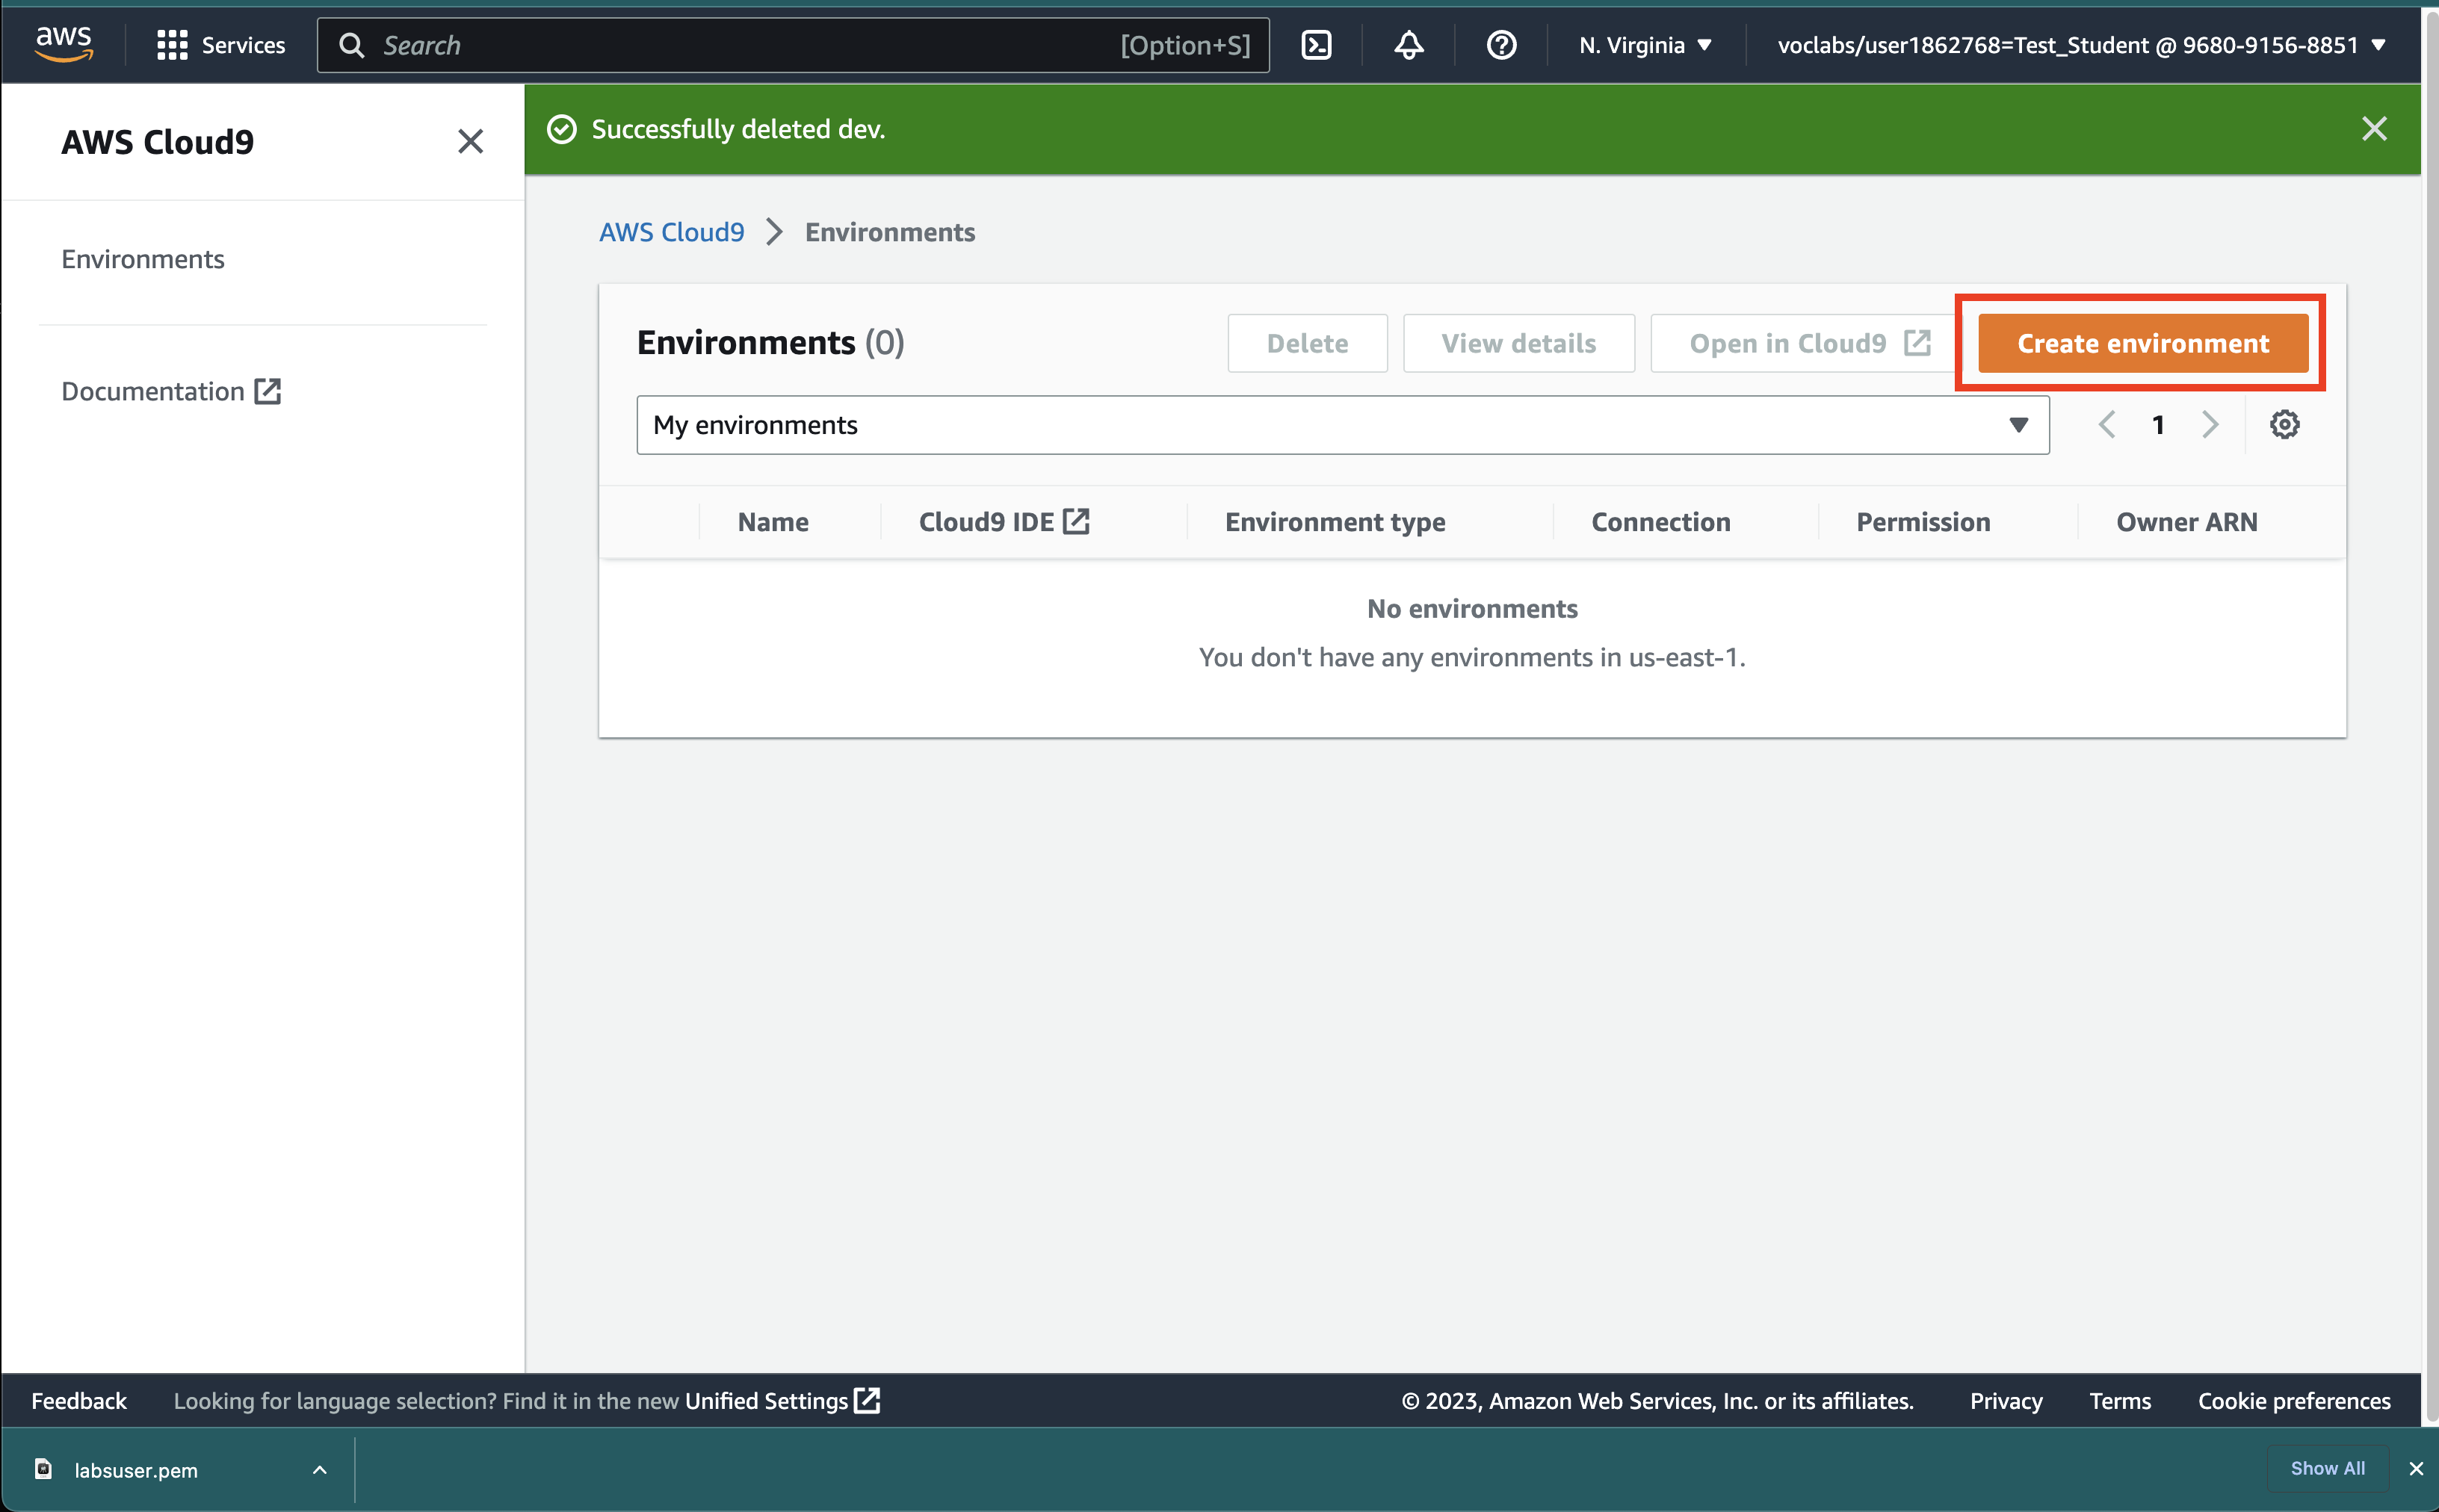 aws
Services
Search
[Option+S]
N. Virginia
voclabs/user1862768=Test_Student @ 9680-9156-8851
AWS Cloud9
Successfully deleted dev.
Environments
Documentation
AWS Cloud9 Environments
Environments (0)
Delete
View details
Open in Cloud9
Create environment
My environments
1
Name
Cloud9 IDE
Environment type
Connection
Permission
Owner ARN
No environments
You don't have any environments in us-east-1.
Feedback
Looking for language selection? Find it in the new Unified Settings
© 2023, Amazon Web Services, Inc. or its affiliates.
Privacy
Terms
Cookie preferences
labsuser.pem
Show All